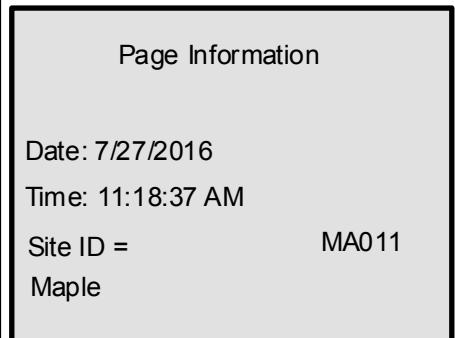 Page Information
Date: 7/27/2016
Time: 11:18:37 AM
Site ID = MA011
Maple